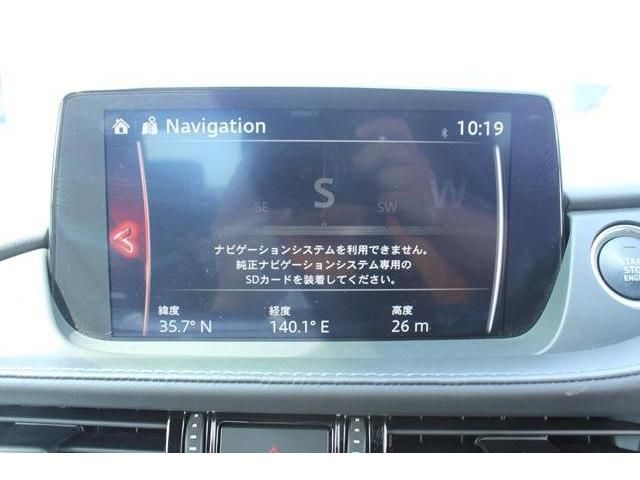 Navigation
10:19
SE S SW W
ナビゲーションシステムを利用できません。
純正ナビゲーションシステム専用の
SDカードを装着してください。
緯度 経度 高度
35.7° N 140.1° E 26 m
START
STOP
ENGINE